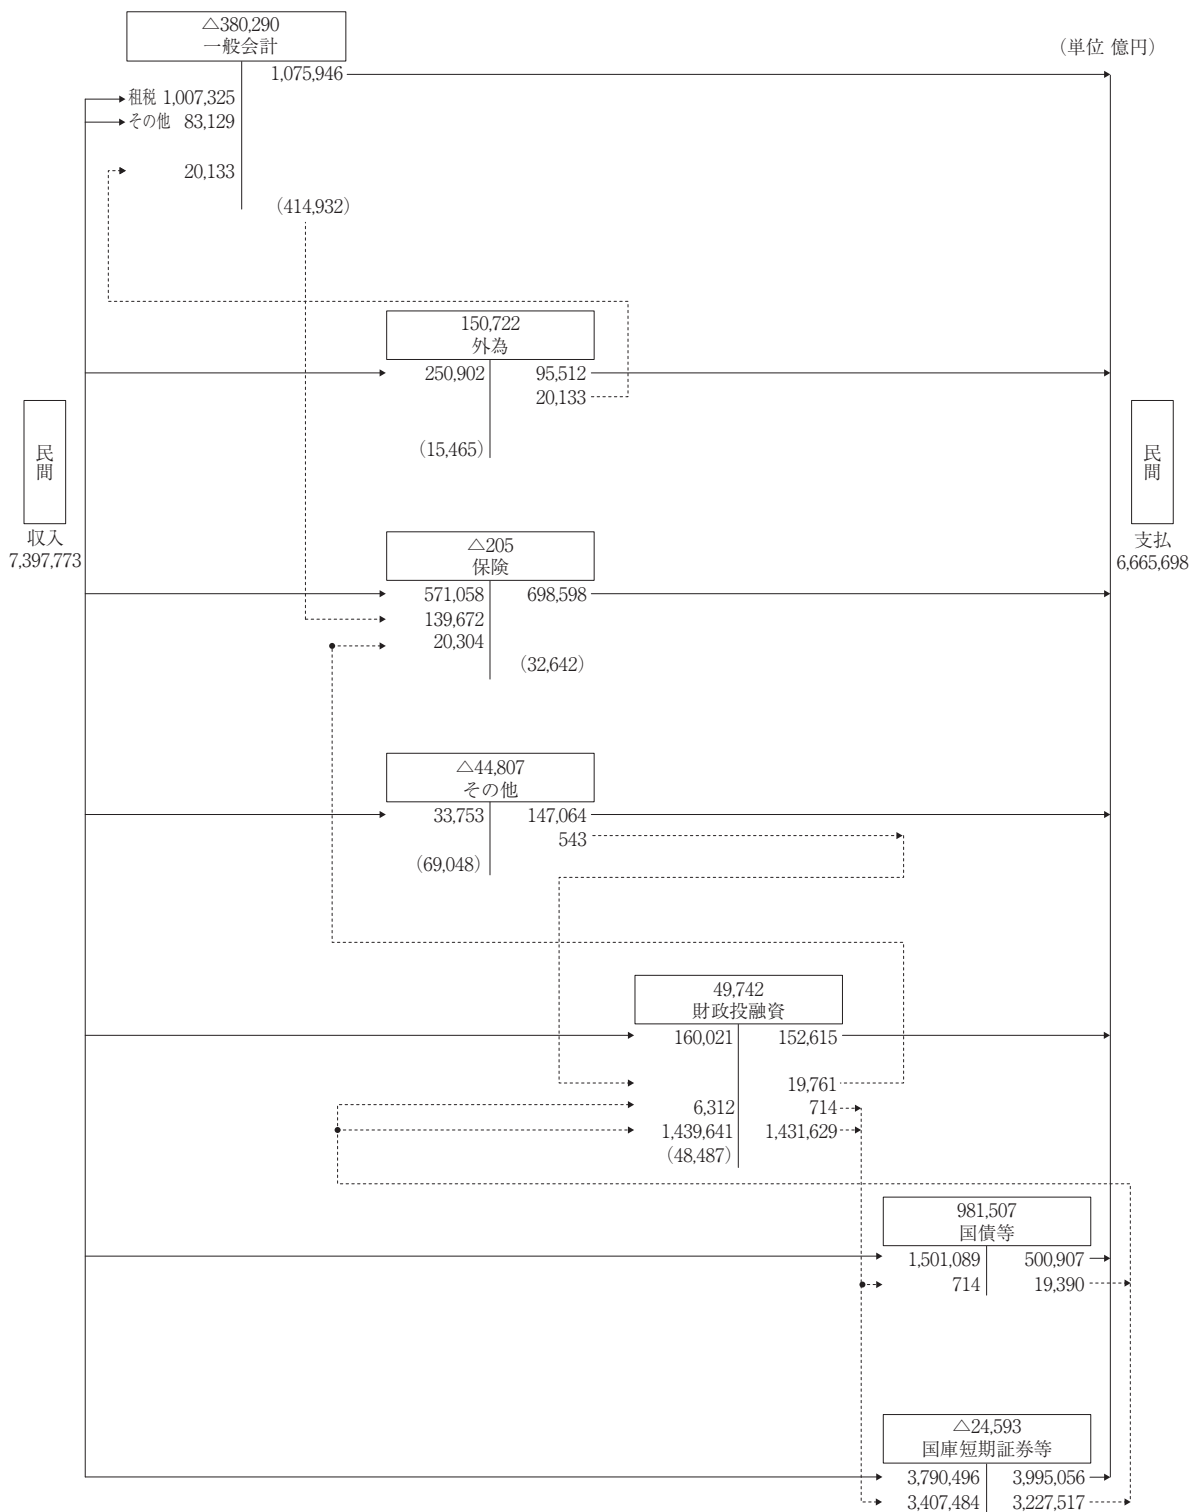 △380,290
一般会計
(単位 億円)
1,075,946
租税 1,007,325
その他 83,129
20,133
(414,932)
150,722
外為
250,902 95,512
20,133
(15,465)
民間
収入
7,397,773
民間
支払
6,665,698
△205
保険
571,058 698,598
139,672
20,304
(32,642)
△44,807
その他
33,753 147,064
543
(69,048)
49,742
財政投融資
160,021 152,615
19,761
6,312 714
1,439,641 1,431,629
(48,487)
981,507
国債等
1,501,089 500,907
714 19,390
△24,593
国庫短期証券等
3,790,496 3,995,056
3,407,484 3,227,517